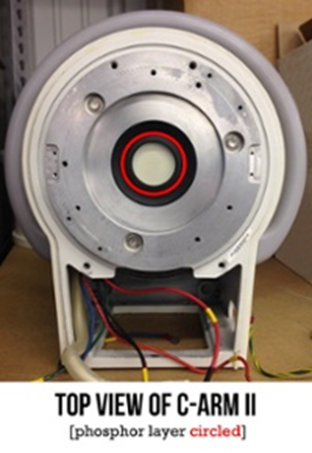 TOP VIEW OF C-ARM II
[phosphor layer circled]